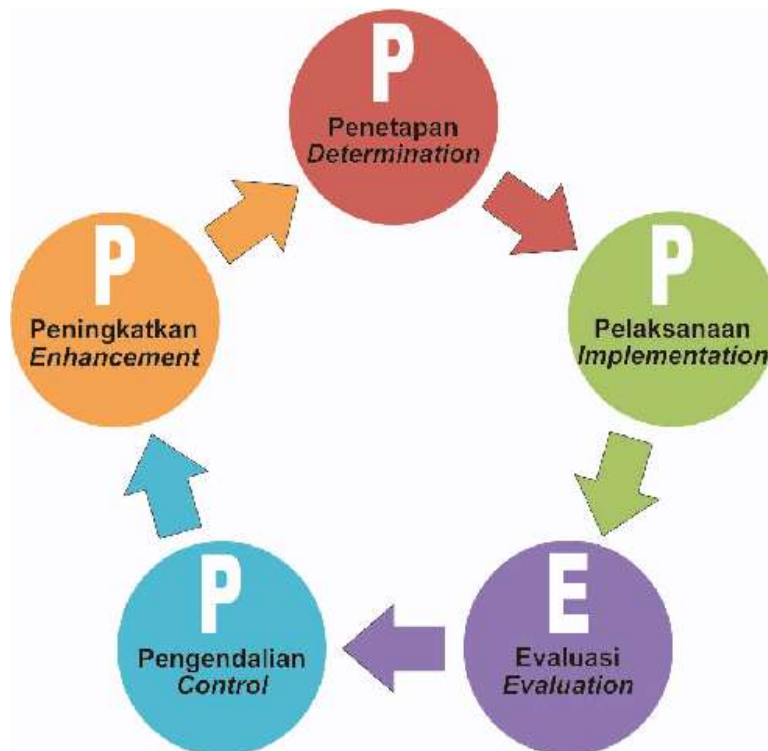 P
Penetapan
Determination
P
Pelaksanaan
Implementation
E
Evaluasi
Evaluation
P
Pengendalian
Control
P
Peningkatkan
Enhancement